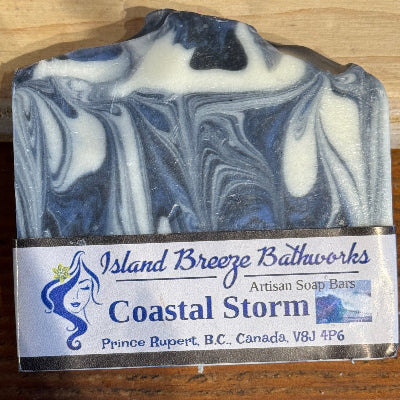 Island Breeze Bathworks
Artisan Soap Bars
Coastal Storm
Prince Rupert, B.C., Canada, V8J 4P6